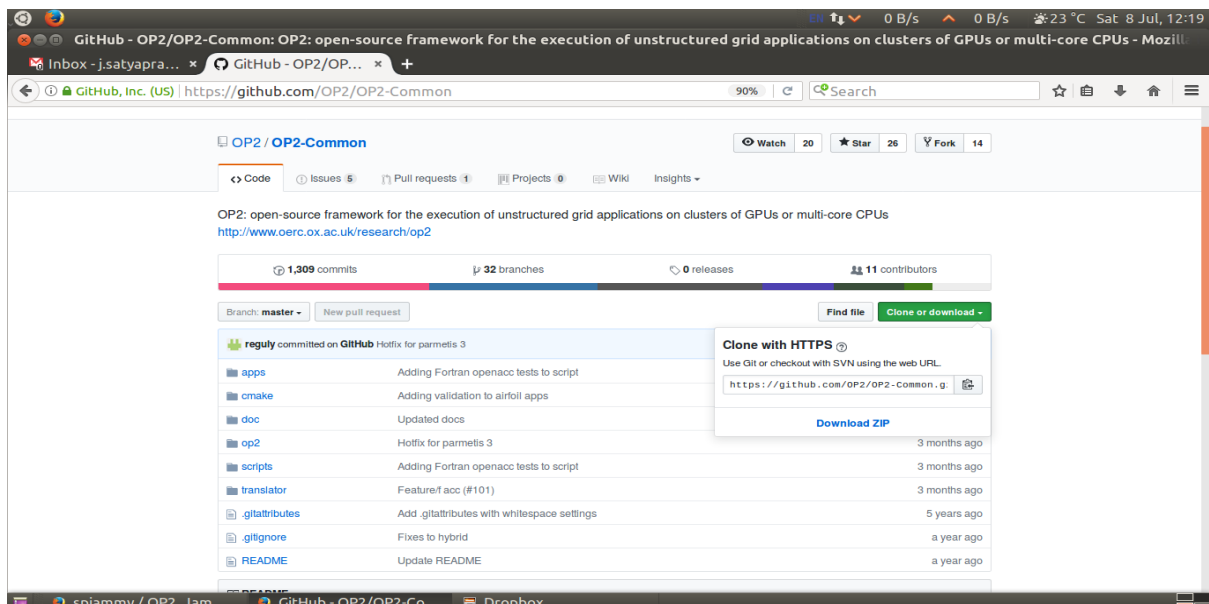 En 0 B/s 0 B/s 23 °C Sat 8 Jul, 12:19
GitHub - OP2/OP2-Common: OP2: open-source framework for the execution of unstructured grid applications on clusters of GPUs or multi-core CPUs - Mozill
Inbox - j.satyapra... × GitHub - OP2/OP... × +
GitHub, Inc. (US) https://github.com/OP2/OP2-Common 90% Search
OP2 / OP2-Common Watch 20 Star 26 Fork 14
Code Issues 5 Pull requests 1 Projects 0 Wiki Insights
OP2: open-source framework for the execution of unstructured grid applications on clusters of GPUs or multi-core CPUs
http://www.oerc.ox.ac.uk/research/op2
1,309 commits 32 branches 0 releases 11 contributors
Branch: master New pull request Find file Clone or download
reguly committed on GitHub Hotfix for parmetis 3
Clone with HTTPS ?
Use Git or checkout with SVN using the web URL.
https://github.com/OP2/OP2-Common.g
Download ZIP
apps Adding Fortran openacc tests to script
cmake Adding validation to airfoil apps
doc Updated docs
op2 Hotfix for parmetis 3 3 months ago
scripts Adding Fortran openacc tests to script 3 months ago
translator Feature/f acc (#101) 3 months ago
.gitattributes Add .gitattributes with whitespace settings 5 years ago
.gitignore Fixes to hybrid a year ago
README Update README a year ago
README
spjammy / OP2_Jam... GitHub - OP2/OP2-Co... Dropbox